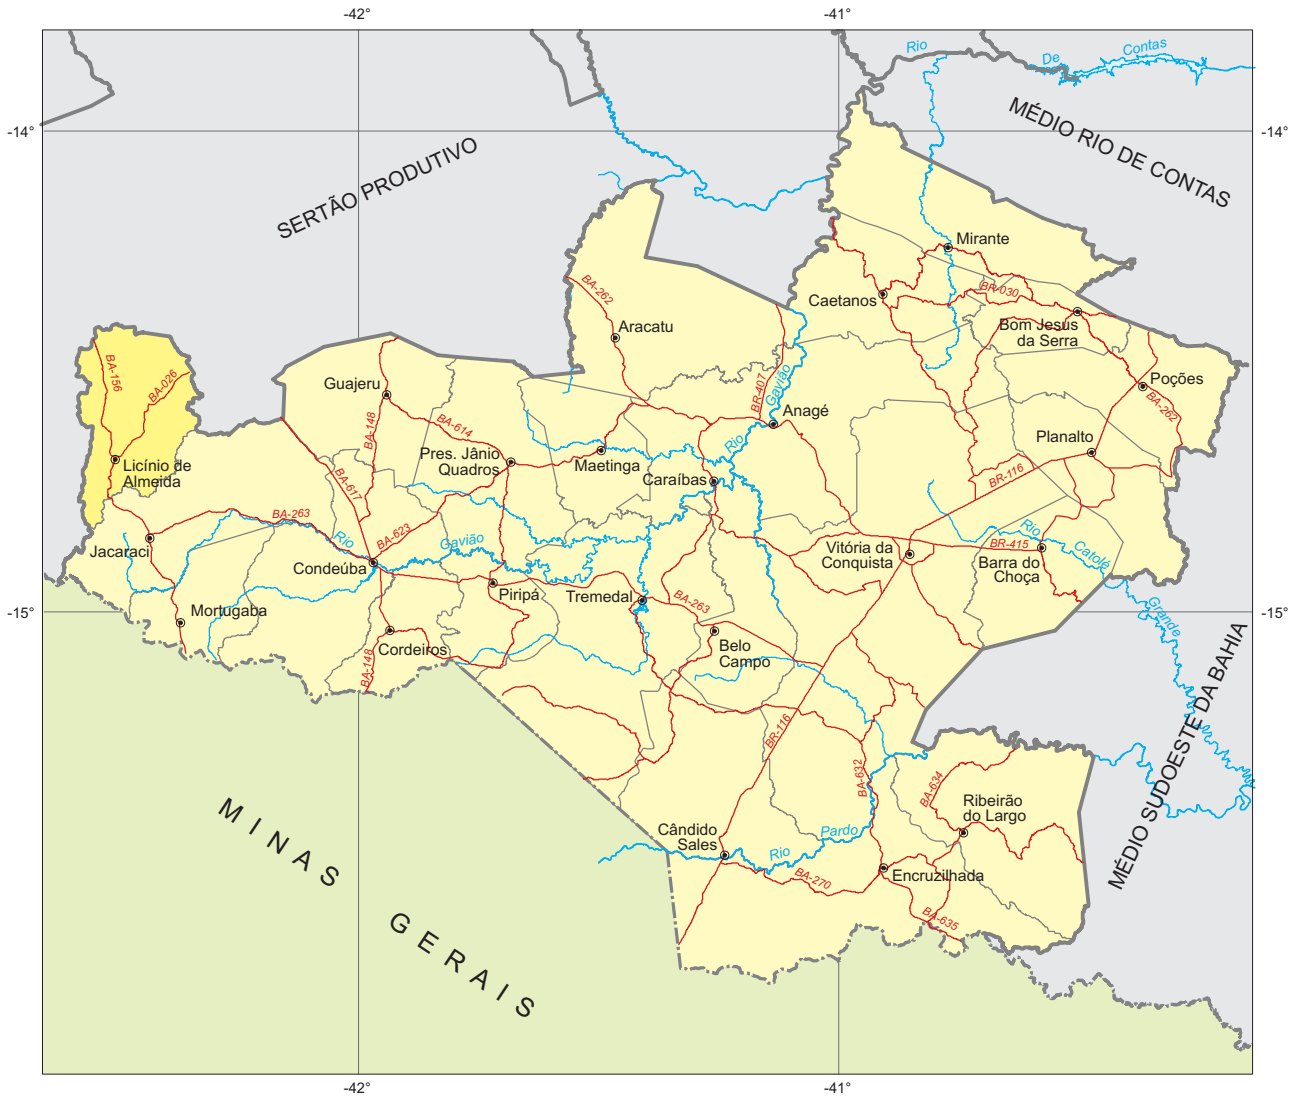 -42°
-41°
Rio
De
Contas
-14°
-14°
MÉDIO RIO DE CONTAS
SERTÃO PRODUTIVO
Mirante
BR-030
Caetanos
BA-262
Aracatu
Bom Jesus
da Serra
BA-156
BA-026
Guajeru
BR-407
Gavião
Poções
BA-262
BA-148
BA-614
Anagé
Planalto
Rio
Licínio de
Almeida
Pres. Jânio
Quadros
Maetinga
Caraíbas
BR-116
BA-617
BA-263
Rio
BA-623
Gavião
Rio
BR-415
Catolé
Jacaraci
Condeúba
Vitória da
Conquista
Barra do
Choça
Piripá
Tremedal
BA-263
Mortugaba
Grande
-15°
-15°
Cordeiros
BA-148
Belo
Campo
BR-116
MÉDIO SUDOESTE DA BAHIA
BA-632
BA-634
Ribeirão
do Largo
MINAS GERAIS
Cândido
Sales
Rio
Pardo
BA-270
Encruzilhada
BA-635
-42°
-41°